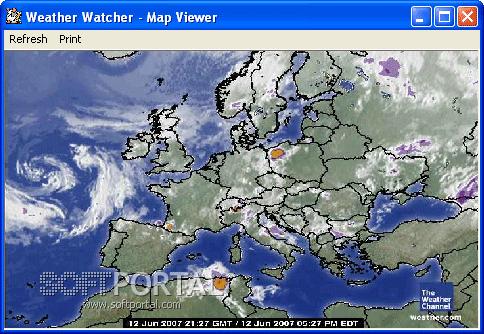 Weather Watcher - Map Viewer
Refresh Print
SOFTPORTAL
www.softportal.com
The
Weather
Channel
weather.com
12 Jun 2007 21:27 GMT / 12 Jun 2007 05:27 PM EDT